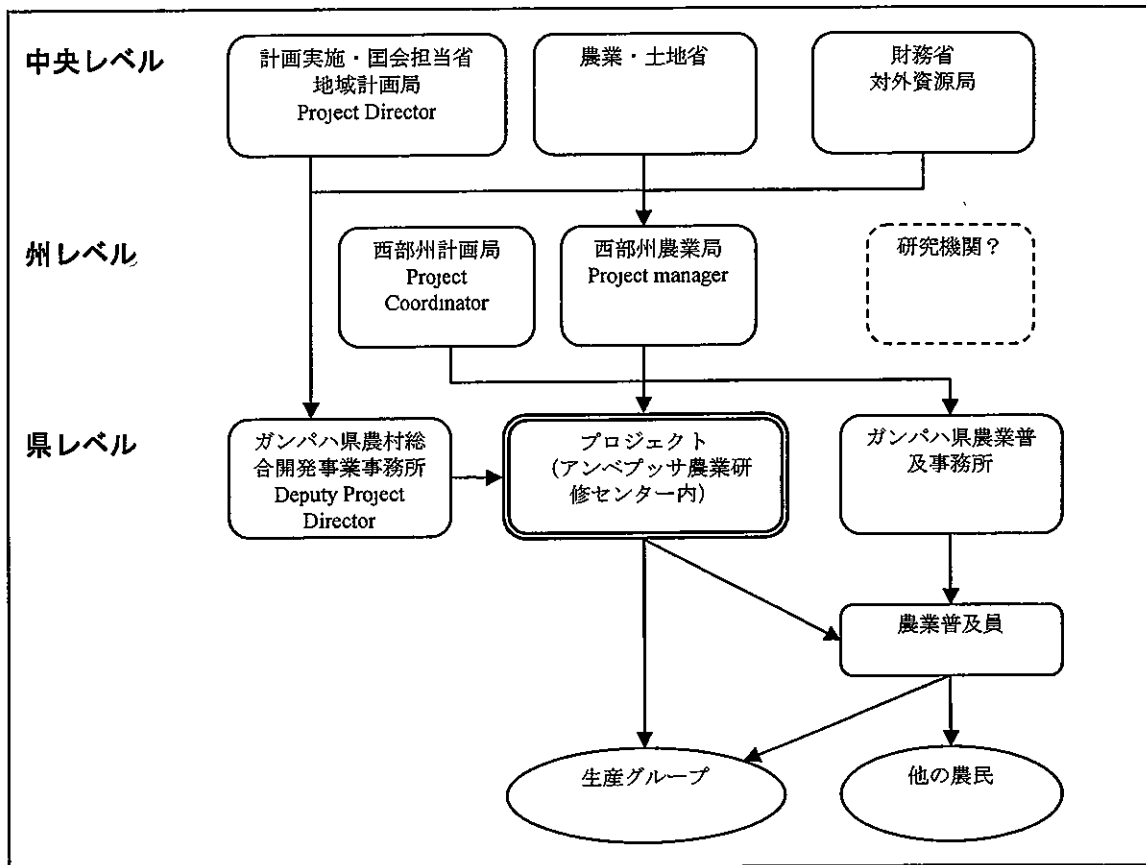 中央レベル
計画実施・国会担当省
地域計画局
Project Director
農業・土地省
財務省
対外資源局
州レベル
西部州計画局
Project
Coordinator
西部州農業局
Project manager
研究機関？
県レベル
ガンパハ県農村総
合開発事業事務所
Deputy Project
Director
プロジェクト
(アンベプッサ農業研
修センター内)
ガンパハ県農業普
及事務所
農業普及員
生産グループ
他の農民